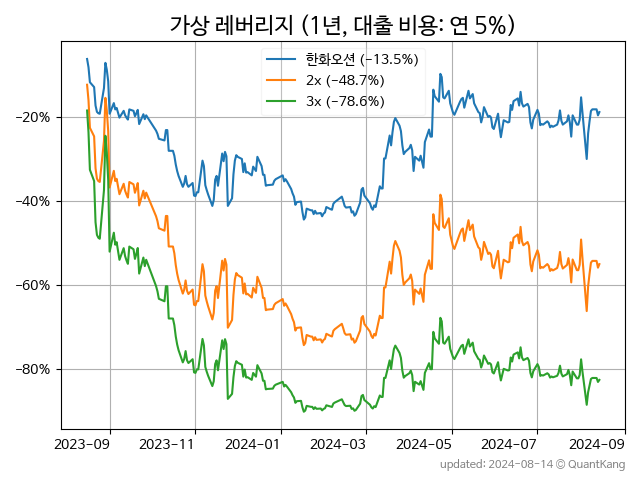 가상 레버리지 (1년, 대출 비용: 연 5%)
한화오션 (−13.5%)
2x (−48.7%)
3x (−78.6%)
−20%
−40%
−60%
−80%
2023-09 2023-11 2024-01 2024-03 2024-05 2024-07 2024-09
updated: 2024-08-14 © QuantKang